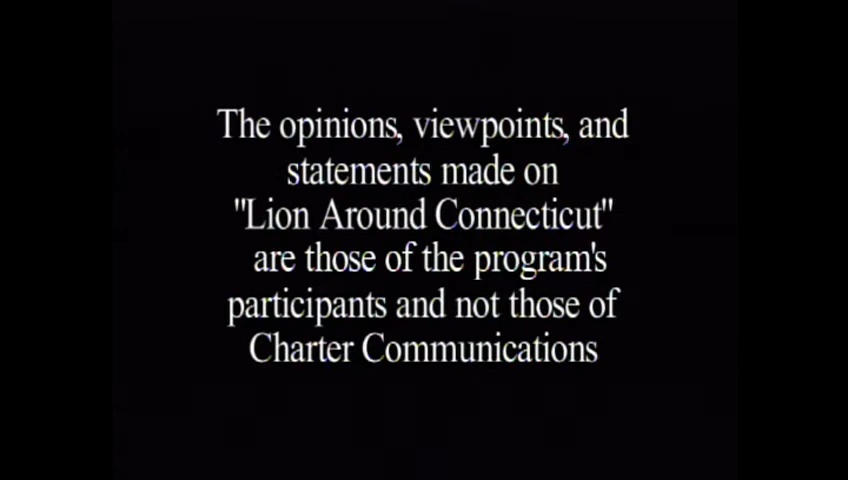 The opinions, viewpoints, and
statements made on
"Lion Around Connecticut"
are those of the program's
participants and not those of
Charter Communications